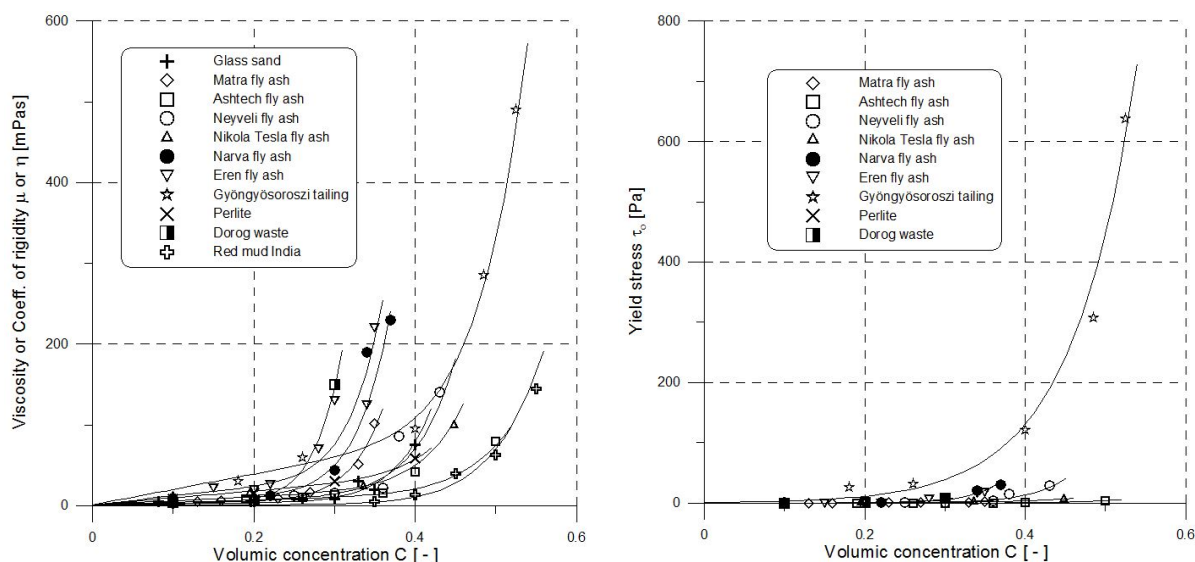 600
400
200
0
Viscosity or Coeff. of rigidity μ or η [mPas]
Glass sand
Matra fly ash
Ashtech fly ash
Neyveli fly ash
Nikola Tesla fly ash
Narva fly ash
Eren fly ash
Gyöngyösoroszi tailing
Perlite
Dorog waste
Red mud India
0
0.2
0.4
0.6
Volumic concentration C [ - ]
800
600
400
200
0
Yield stress τₒ [Pa]
Matra fly ash
Ashtech fly ash
Neyveli fly ash
Nikola Tesla fly ash
Narva fly ash
Eren fly ash
Gyöngyösoroszi tailing
Perlite
Dorog waste
0
0.2
0.4
0.6
Volumic concentration C [ - ]